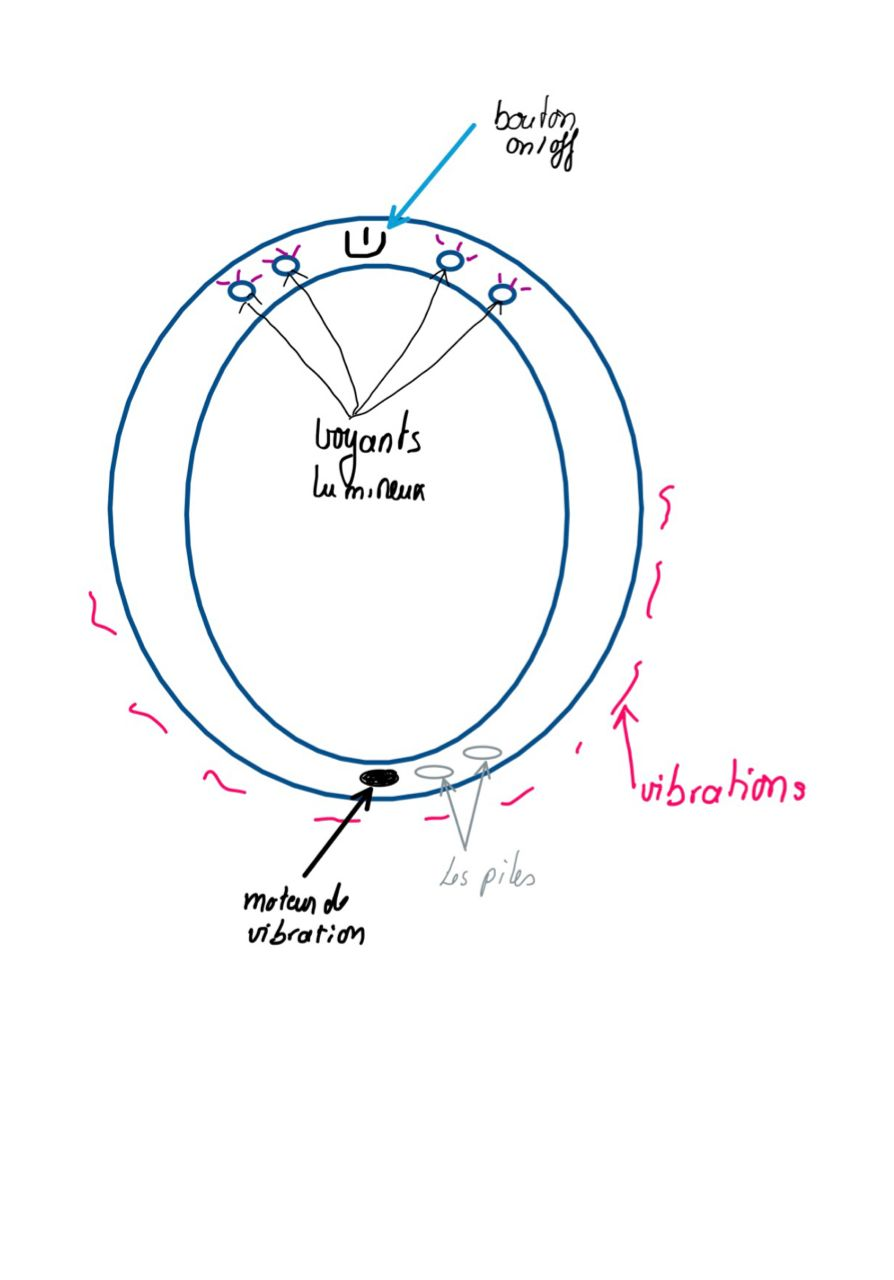 bouton
on/off
voyants
lumineux
vibrations
les piles
moteur de
vibration